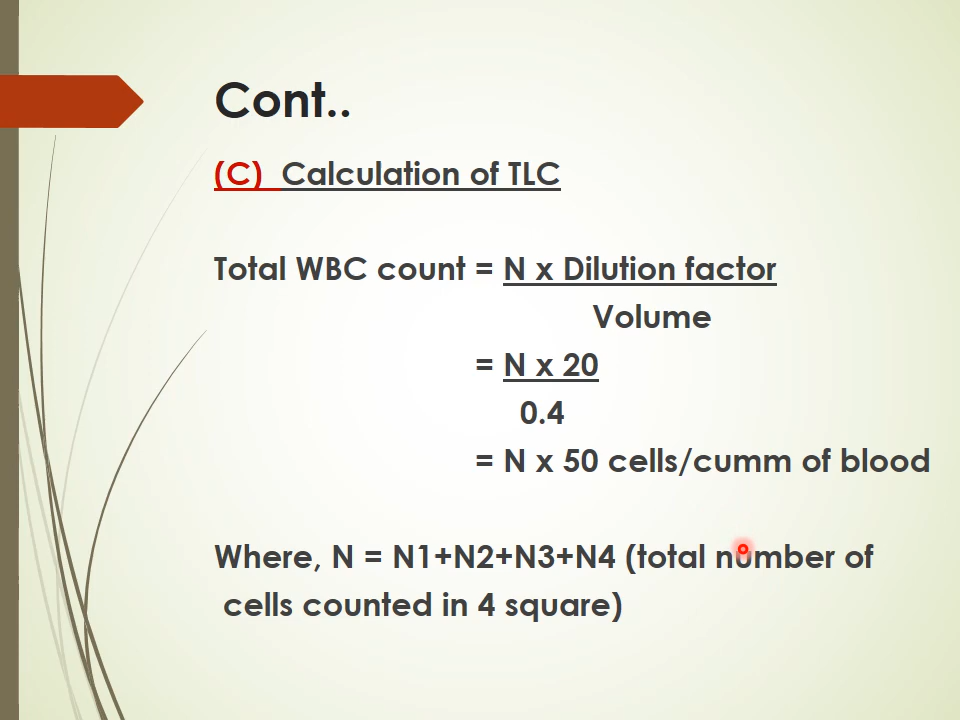 Cont..
(C) Calculation of TLC
Total WBC count = N x Dilution factor
Volume
= N x 20
0.4
= N x 50 cells/cumm of blood
Where, N = N1+N2+N3+N4 (total number of
cells counted in 4 square)